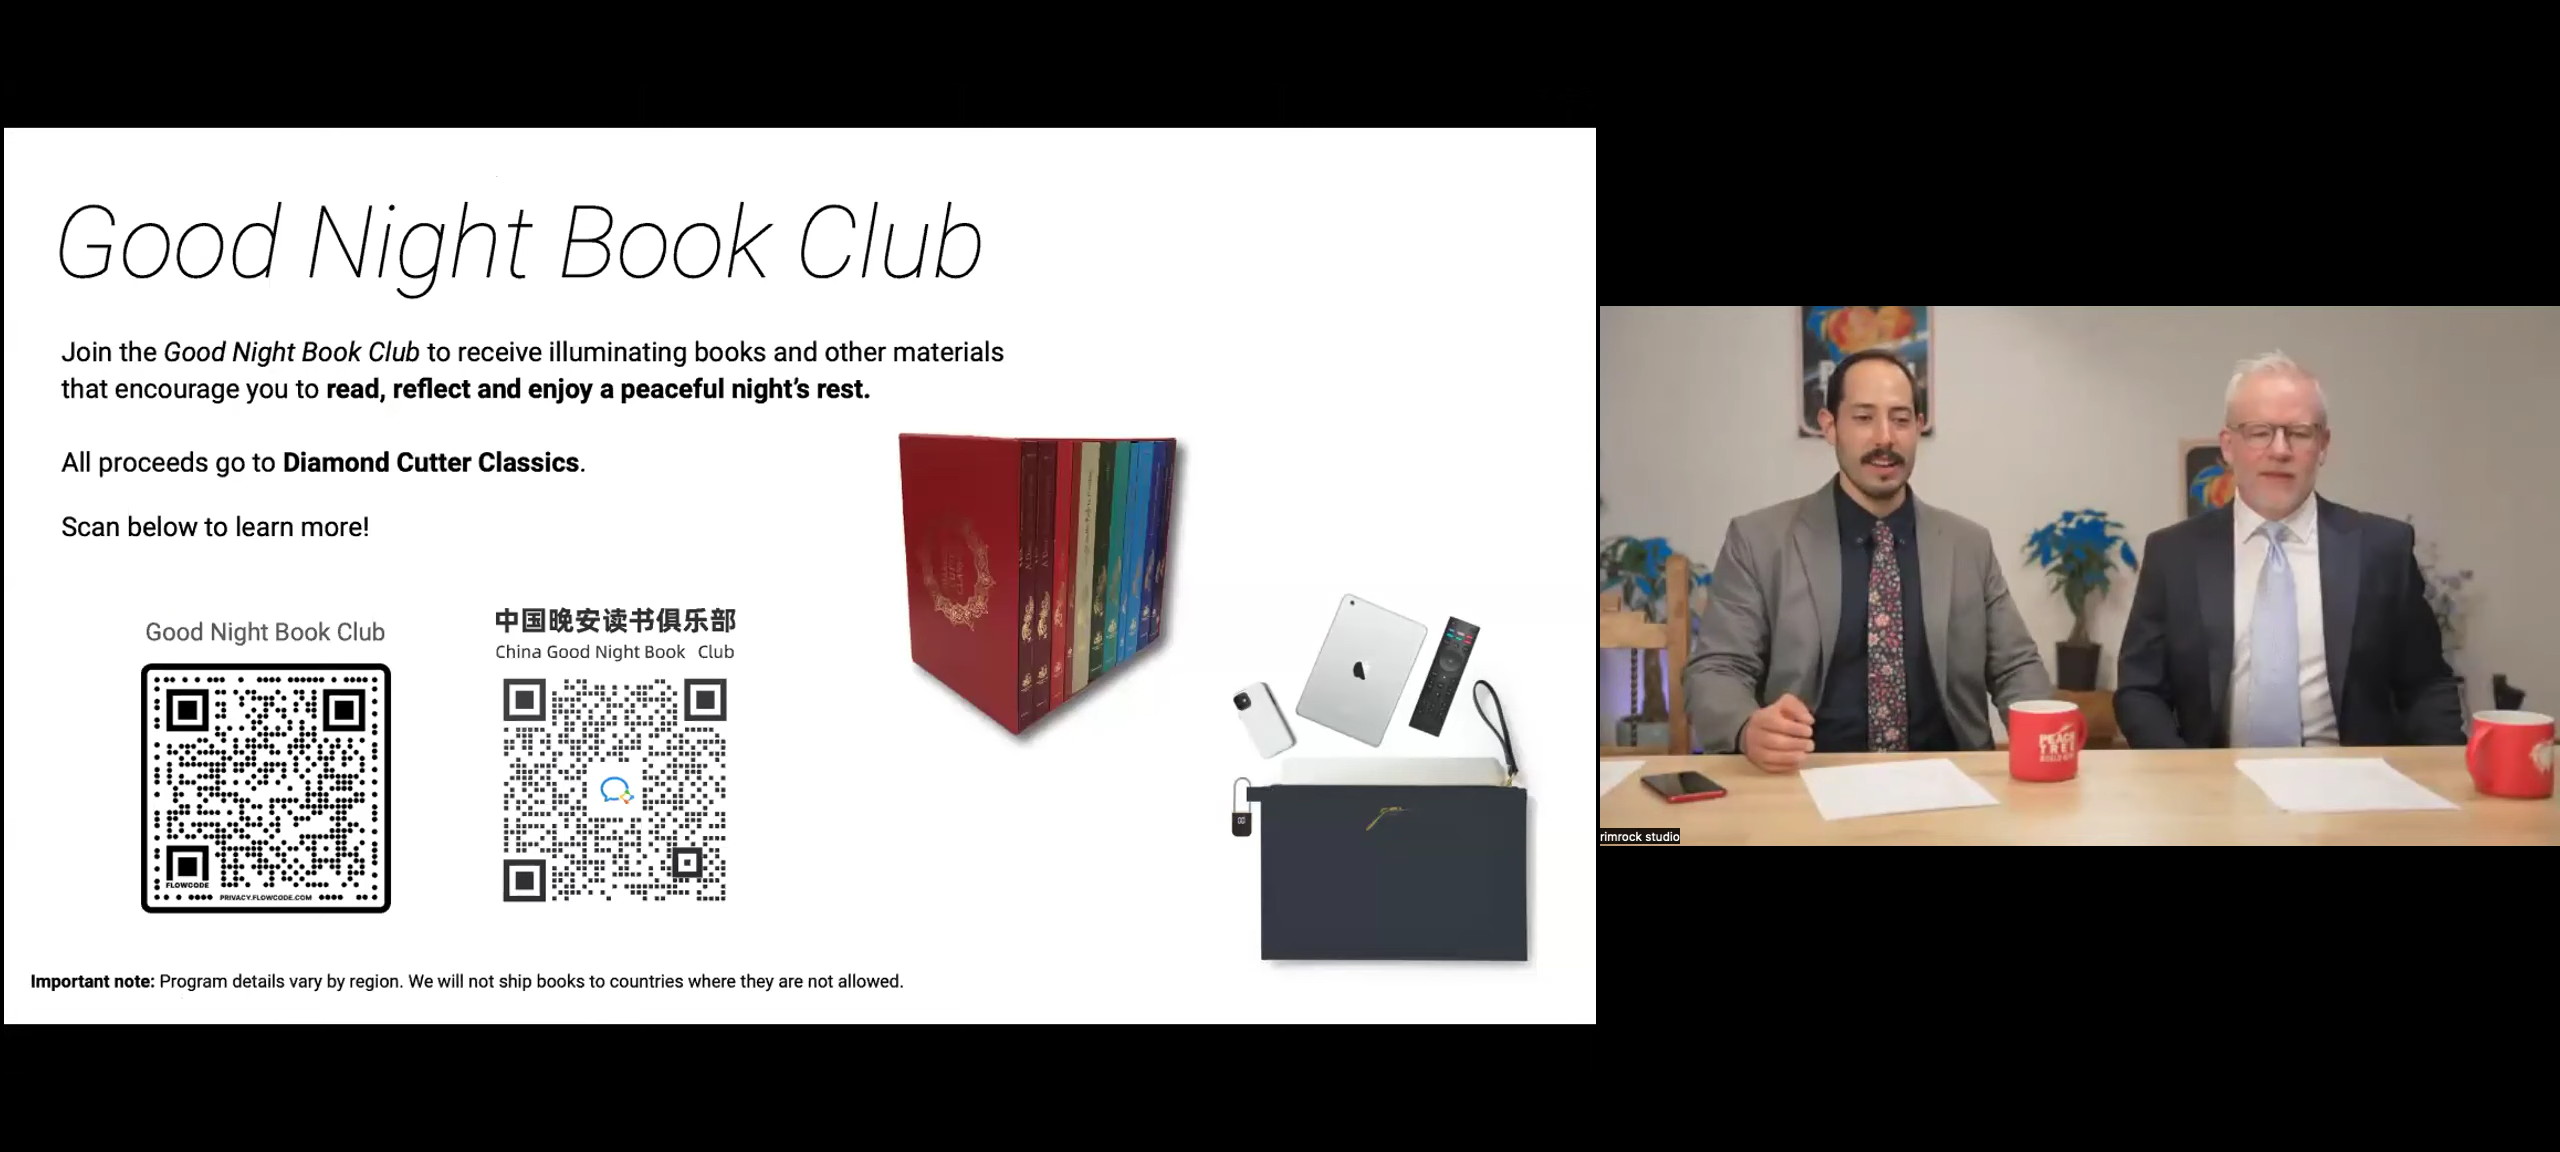 Good Night Book Club
Join the Good Night Book Club to receive illuminating books and other materials
that encourage you to read, reflect and enjoy a peaceful night’s rest.
All proceeds go to Diamond Cutter Classics.
Scan below to learn more!
Good Night Book Club
FLOWCODE
PRIVACY.FLOWCODE.COM
中国晚安读书俱乐部
China Good Night Book Club
Important note: Program details vary by region. We will not ship books to countries where they are not allowed.
PEACE
TREE
rimrock studio